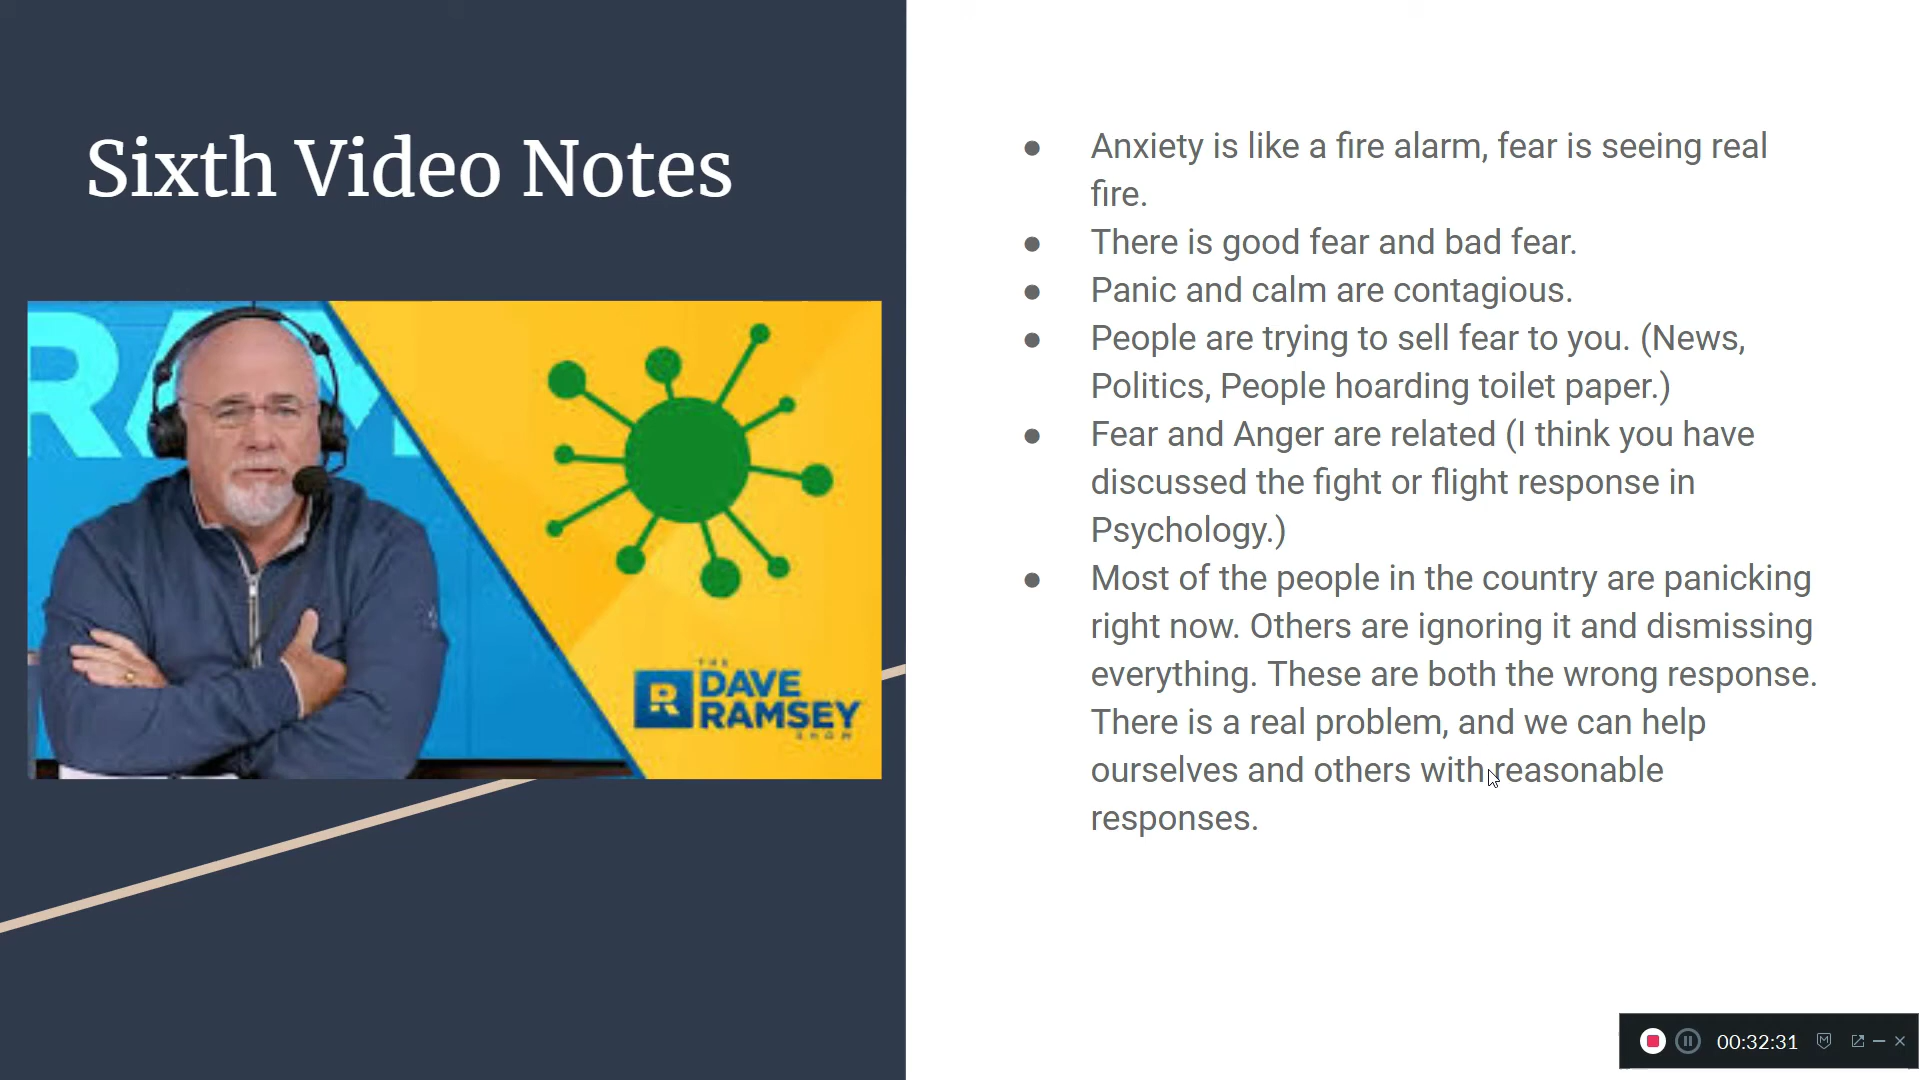 Sixth Video Notes
RAM
THE
DAVE
RAMSEY
SHOW
● Anxiety is like a fire alarm, fear is seeing real
fire.
● There is good fear and bad fear.
● Panic and calm are contagious.
● People are trying to sell fear to you. (News,
Politics, People hoarding toilet paper.)
● Fear and Anger are related (I think you have
discussed the fight or flight response in
Psychology.)
● Most of the people in the country are panicking
right now. Others are ignoring it and dismissing
everything. These are both the wrong response.
There is a real problem, and we can help
ourselves and others with reasonable
responses.
00:32:31